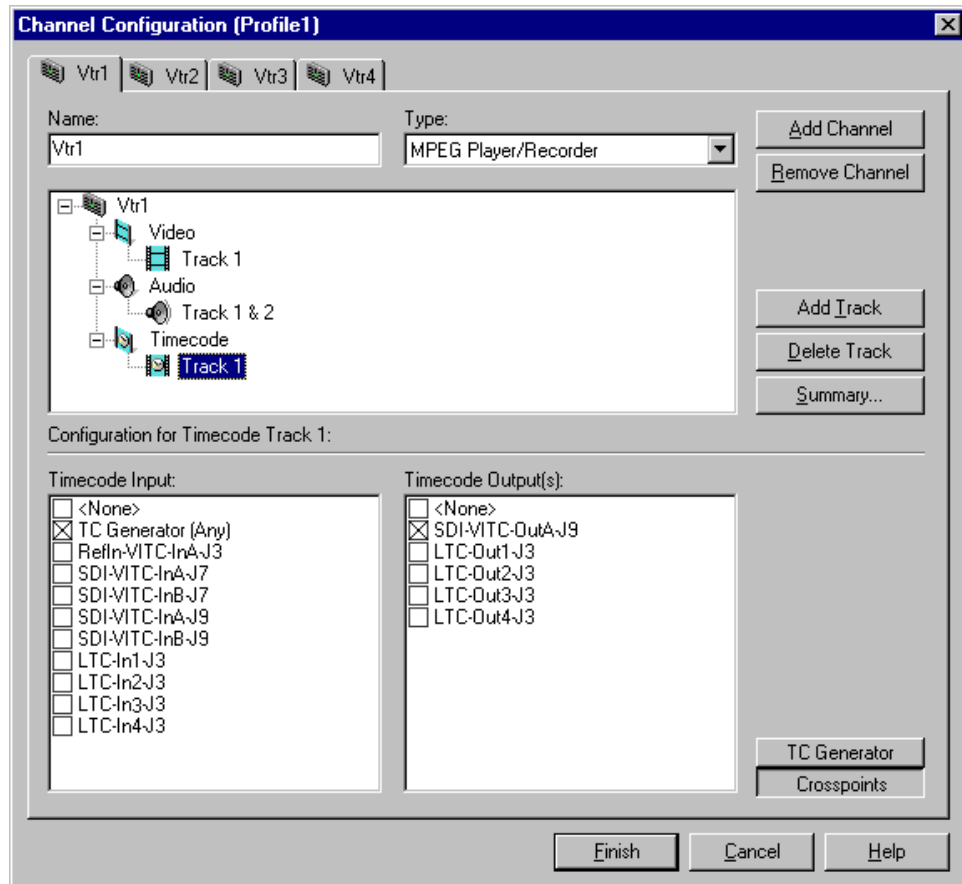 Channel Configuration (Profile1)
Vtr1 Vtr2 Vtr3 Vtr4
Name:
Vtr1
Type:
MPEG Player/Recorder
Add Channel
Remove Channel
Vtr1
Video
Track 1
Audio
Track 1 & 2
Timecode
Track 1
Add Track
Delete Track
Summary...
Configuration for Timecode Track 1:
Timecode Input:
<None>
TC Generator (Any)
RefIn-VITC-InA-J3
SDI-VITC-InA-J7
SDI-VITC-InB-J7
SDI-VITC-InA-J9
SDI-VITC-InB-J9
LTC-In1-J3
LTC-In2-J3
LTC-In3-J3
LTC-In4-J3
Timecode Output(s):
<None>
SDI-VITC-OutA-J9
LTC-Out1-J3
LTC-Out2-J3
LTC-Out3-J3
LTC-Out4-J3
TC Generator
Crosspoints
Finish Cancel Help